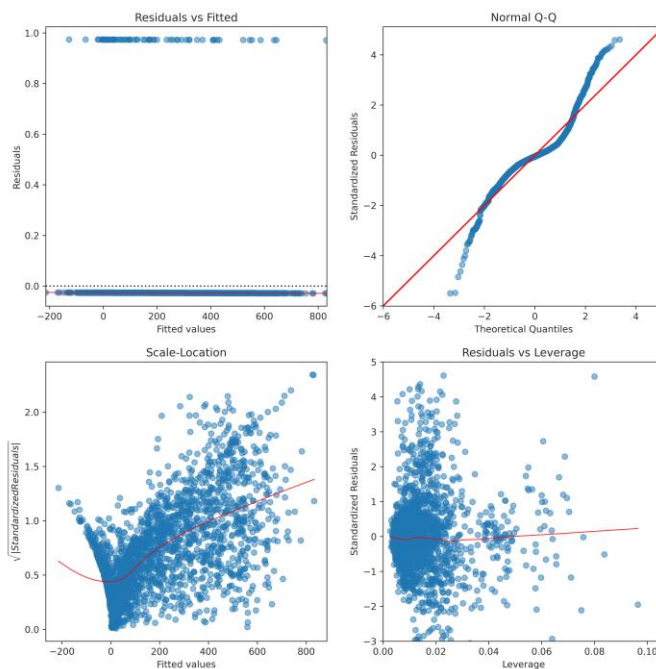 Residuals vs Fitted
Residuals
1.0
0.8
0.6
0.4
0.2
0.0
−200 0 200 400 600 800
Fitted values
Normal Q-Q
Standardized Residuals
4
2
0
−2
−4
−6
−6 −4 −2 0 2 4
Theoretical Quantiles
Scale-Location
√|StandardizedResiduals|
2.0
1.5
1.0
0.5
0.0
−200 0 200 400 600 800
Fitted values
Residuals vs Leverage
Standardized Residuals
5
4
3
2
1
0
−1
−2
−3
0.00 0.02 0.04 0.06 0.08 0.10
Leverage